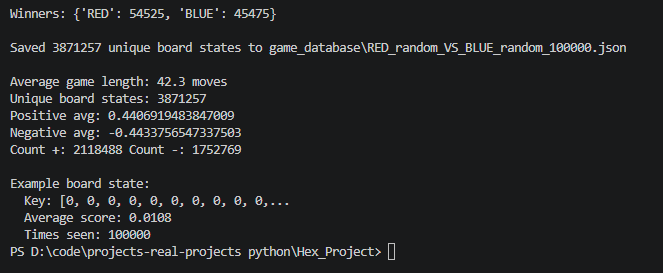 Winners: {'RED': 54525, 'BLUE': 45475}
Saved 3871257 unique board states to game_database\RED_random_VS_BLUE_random_100000.json
Average game length: 42.3 moves
Unique board states: 3871257
Positive avg: 0.4406919483847009
Negative avg: -0.4433756547337503
Count +: 2118488 Count -: 1752769
Example board state:
Key: [0, 0, 0, 0, 0, 0, 0, 0, 0, 0,...
Average score: 0.0108
Times seen: 100000
PS D:\code\projects-real-projects python\Hex_Project>